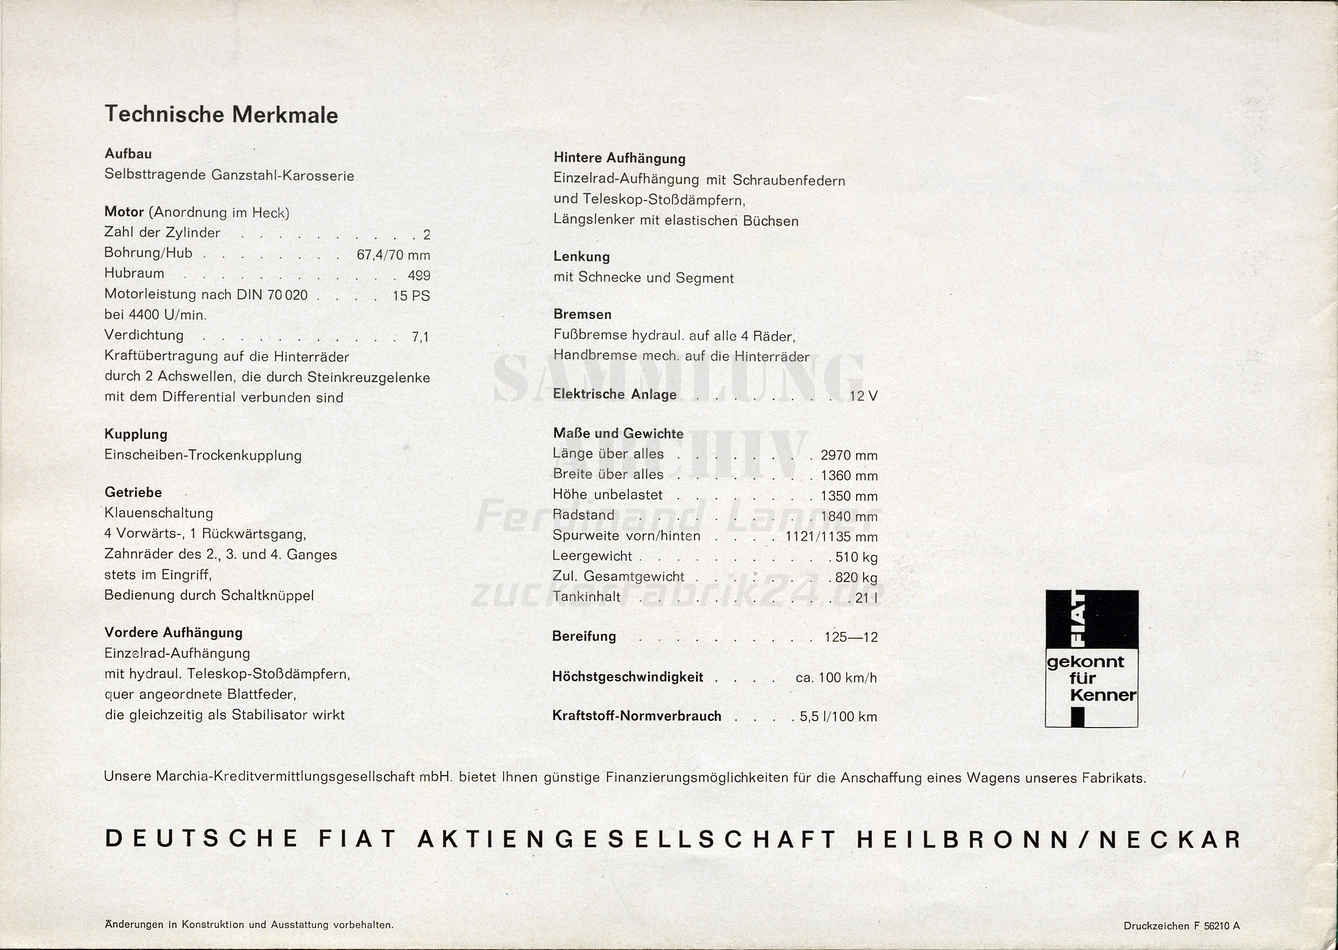 Technische Merkmale
Aufbau
Selbsttragende Ganzstahl-Karosserie
Motor (Anordnung im Heck)
Zahl der Zylinder . . . . . . . . . . 2
Bohrung/Hub . . . . . . . . 67,4/70 mm
Hubraum . . . . . . . . . . . 499
Motorleistung nach DIN 70 020 . . . . 15 PS
bei 4400 U/min.
Verdichtung . . . . . . . . . . . 7,1
Kraftübertragung auf die Hinterräder
durch 2 Achswellen, die durch Steinkreuzgelenke
mit dem Differential verbunden sind
Kupplung
Einscheiben-Trockenkupplung
Getriebe
Klauenschaltung
4 Vorwärts-, 1 Rückwärtsgang,
Zahnräder des 2., 3. und 4. Ganges
stets im Eingriff,
Bedienung durch Schaltknüppel
Vordere Aufhängung
Einzelrad-Aufhängung
mit hydraul. Teleskop-Stoßdämpfern,
quer angeordnete Blattfeder,
die gleichzeitig als Stabilisator wirkt
Hintere Aufhängung
Einzelrad-Aufhängung mit Schraubenfedern
und Teleskop-Stoßdämpfern,
Längslenker mit elastischen Büchsen
Lenkung
mit Schnecke und Segment
Bremsen
Fußbremse hydraul. auf alle 4 Räder,
Handbremse mech. auf die Hinterräder
Elektrische Anlage . . . . . . . . 12 V
Maße und Gewichte
Länge über alles . . . . . . . . 2970 mm
Breite über alles . . . . . . . . 1360 mm
Höhe unbelastet . . . . . . . . 1350 mm
Radstand . . . . . . . . . . 1840 mm
Spurweite vorn/hinten . . . . 1121/1135 mm
Leergewicht . . . . . . . . . . . 510 kg
Zul. Gesamtgewicht . . . . . . . . 820 kg
Tankinhalt . . . . . . . . . . . . 21 l
Bereifung . . . . . . . . . . 125—12
Höchstgeschwindigkeit . . . . ca. 100 km/h
Kraftstoff-Normverbrauch . . . . 5,5 l/100 km
SAMMLUNG
ARCHIV
Ferdinand Lanner
zuckerfabrik24.de
FIAT
gekonnt
für
Kenner
Unsere Marchia-Kreditvermittlungsgesellschaft mbH. bietet Ihnen günstige Finanzierungsmöglichkeiten für die Anschaffung eines Wagens unseres Fabrikats.
DEUTSCHE FIAT AKTIENGESELLSCHAFT HEILBRONN/NECKAR
Änderungen in Konstruktion und Ausstattung vorbehalten.
Druckzeichen F 56210 A